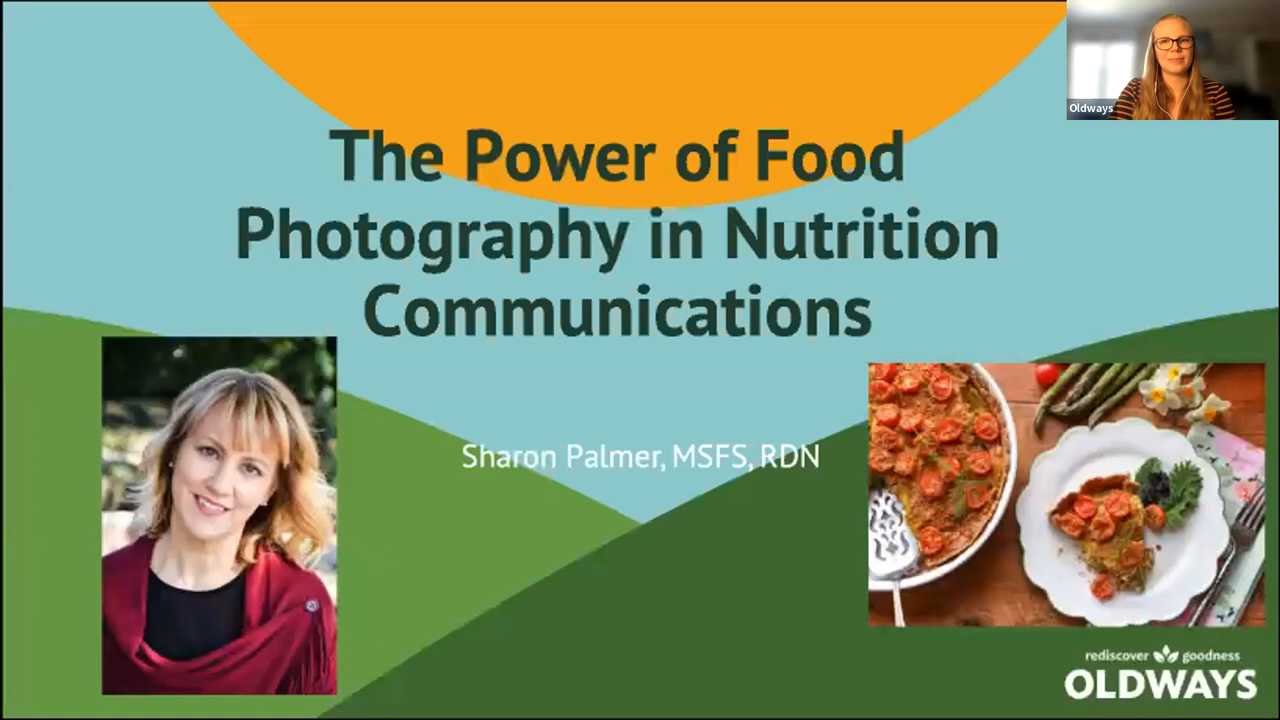 Oldways
The Power of Food
Photography in Nutrition
Communications
Sharon Palmer, MSFS, RDN
rediscover goodness
OLDWAYS